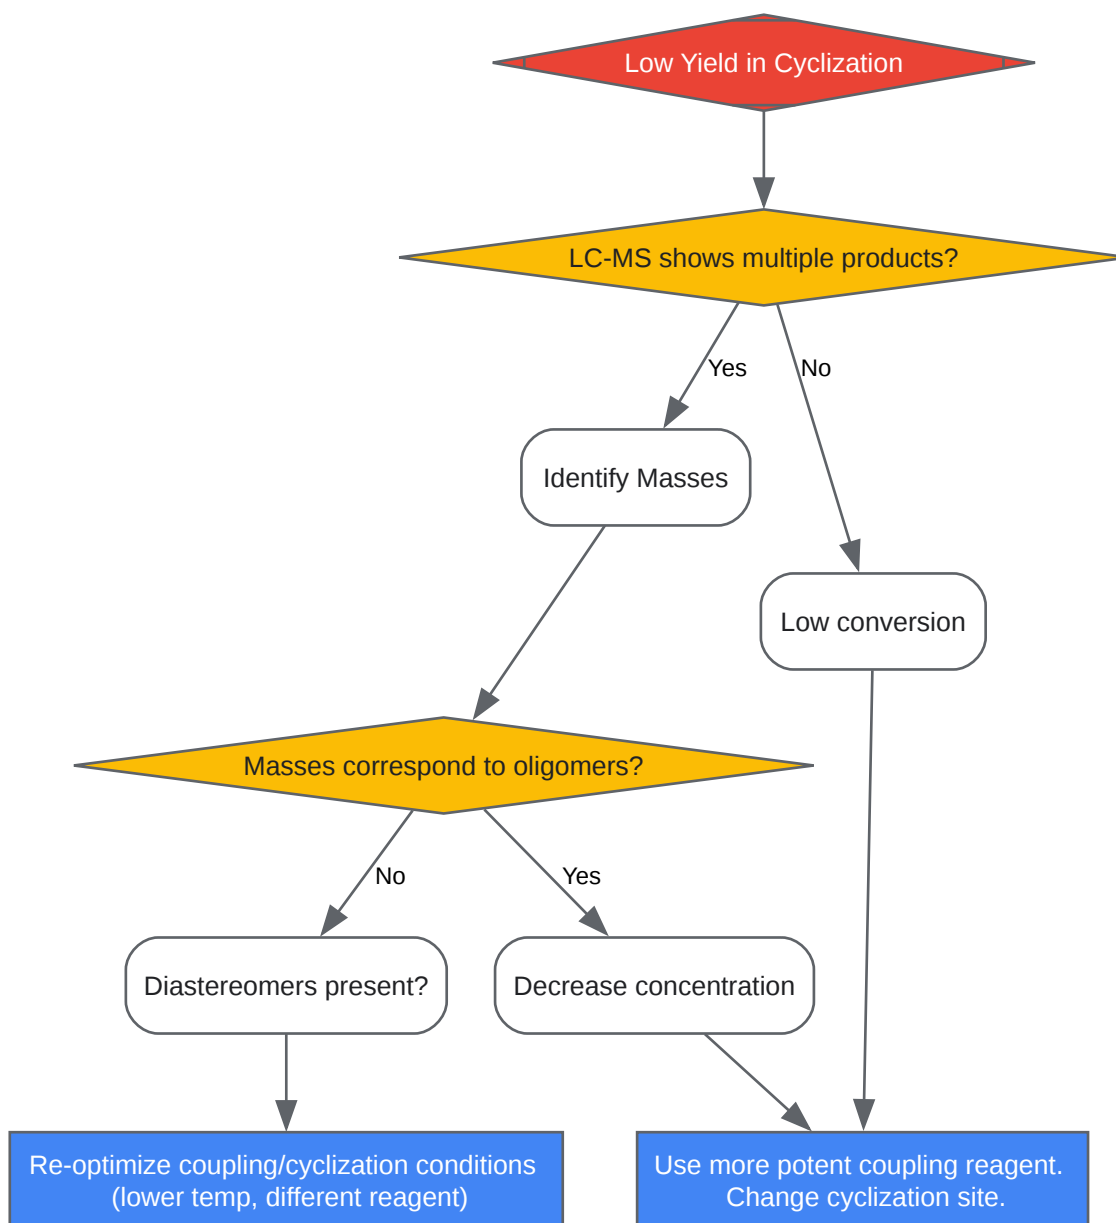 Low Yield in Cyclization
LC-MS shows multiple products?
Yes
No
Identify Masses
Low conversion
Masses correspond to oligomers?
No
Yes
Diastereomers present?
Decrease concentration
Re-optimize coupling/cyclization conditions
(lower temp, different reagent)
Use more potent coupling reagent.
Change cyclization site.